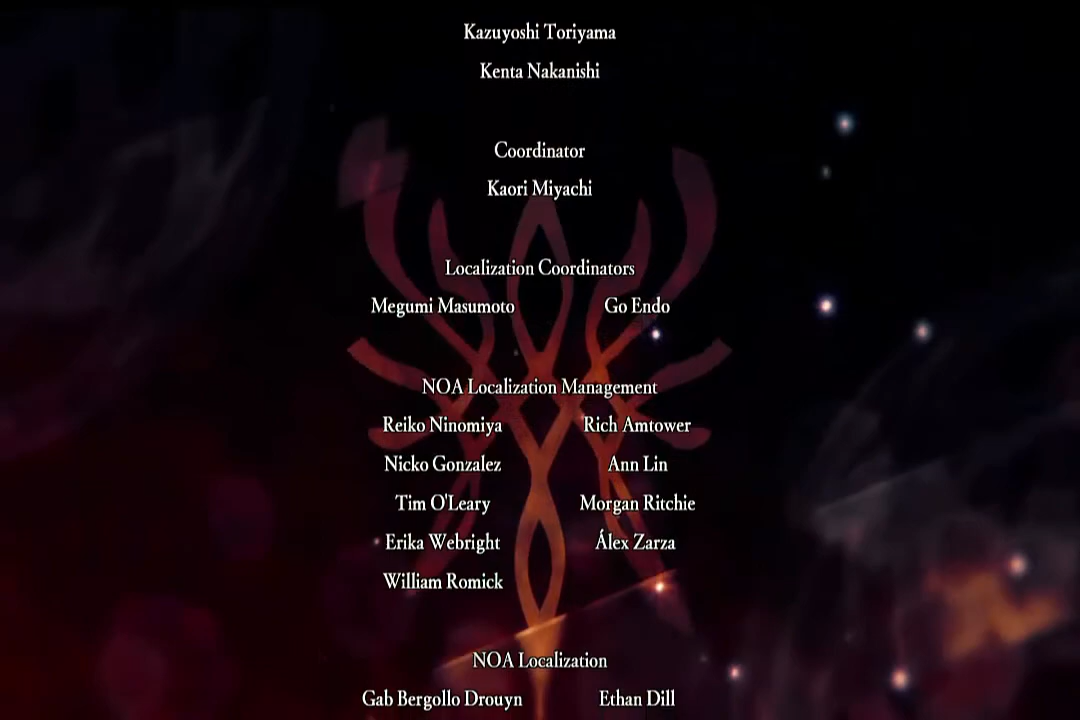 Kazuyoshi Toriyama
Kenta Nakanishi
Coordinator
Kaori Miyachi
Localization Coordinators
Megumi Masumoto Go Endo
NOA Localization Management
Reiko Ninomiya Rich Amtower
Nicko Gonzalez Ann Lin
Tim O'Leary Morgan Ritchie
Erika Webright Álex Zarza
William Romick
NOA Localization
Gab Bergollo Drouyn Ethan Dill